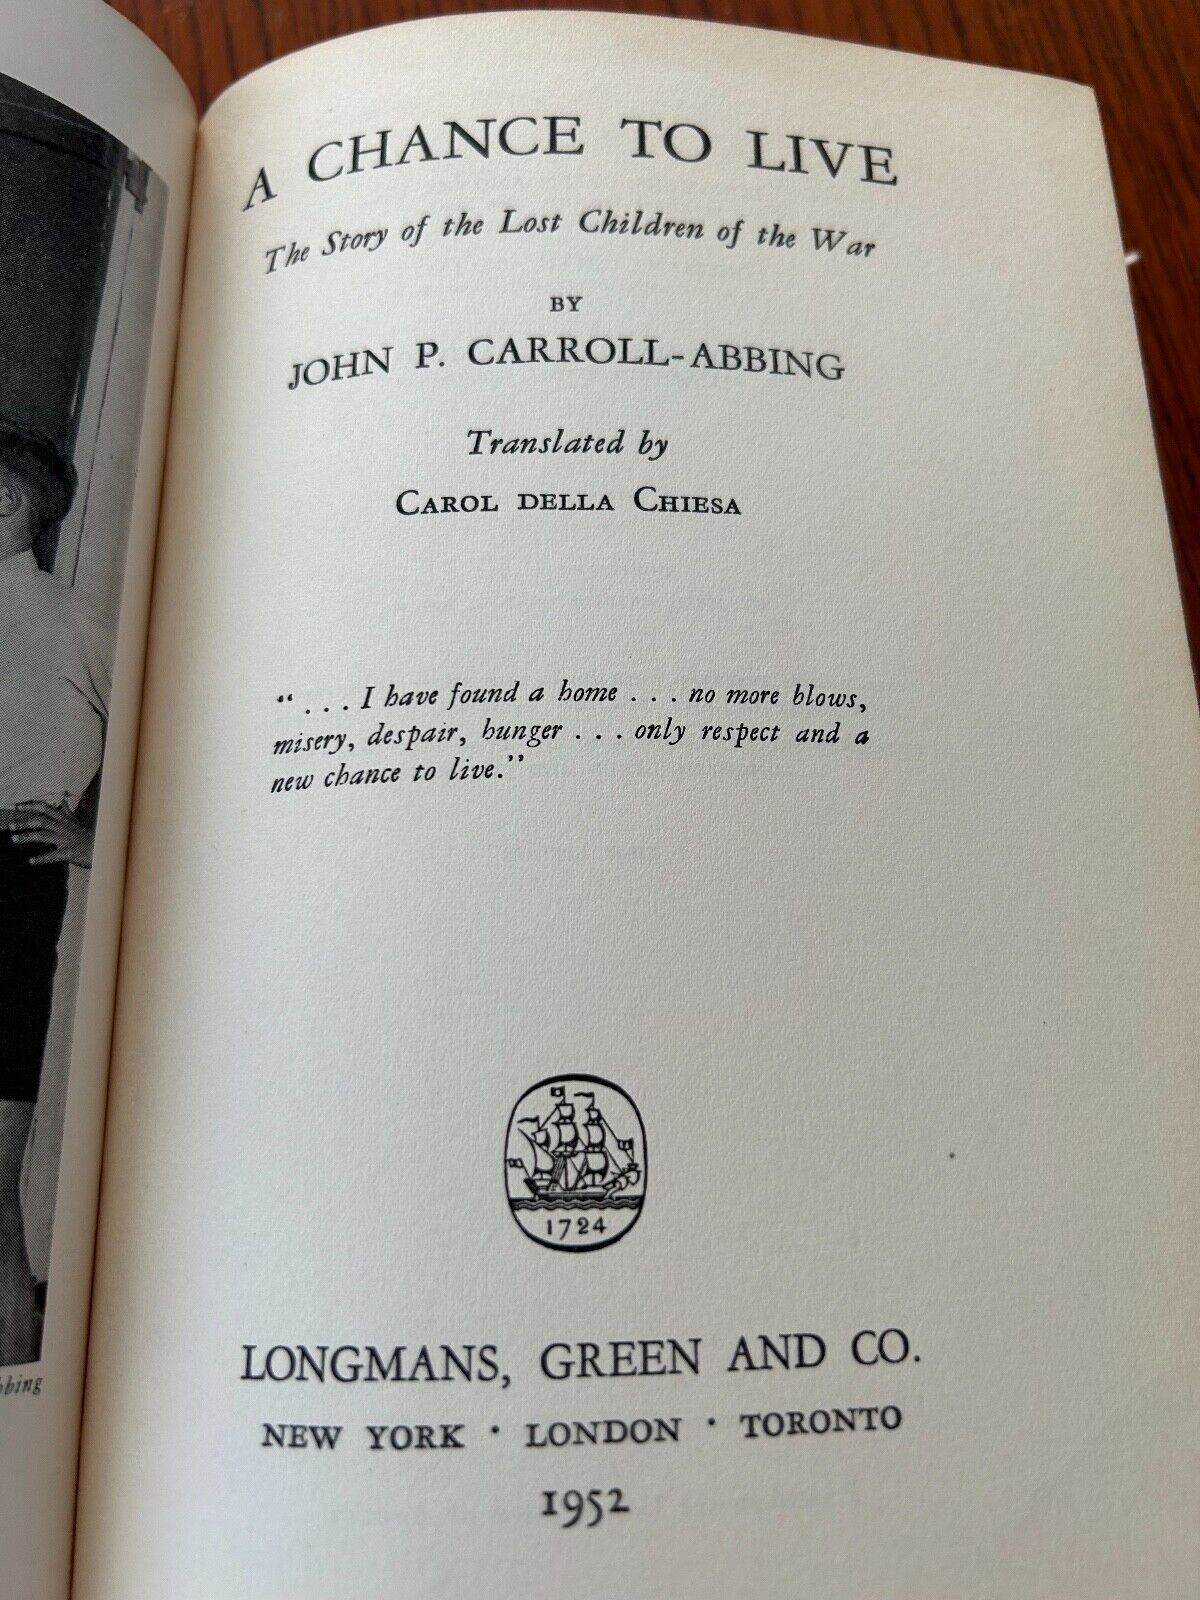 A CHANCE TO LIVE
The Story of the Lost Children of the War
BY
JOHN P. CARROLL-ABBING
Translated by
CAROL DELLA CHIESA
“ . . . I have found a home . . . no more blows,
misery, despair, hunger . . . only respect and a
new chance to live.”
1724
LONGMANS, GREEN AND CO.
NEW YORK · LONDON · TORONTO
1952